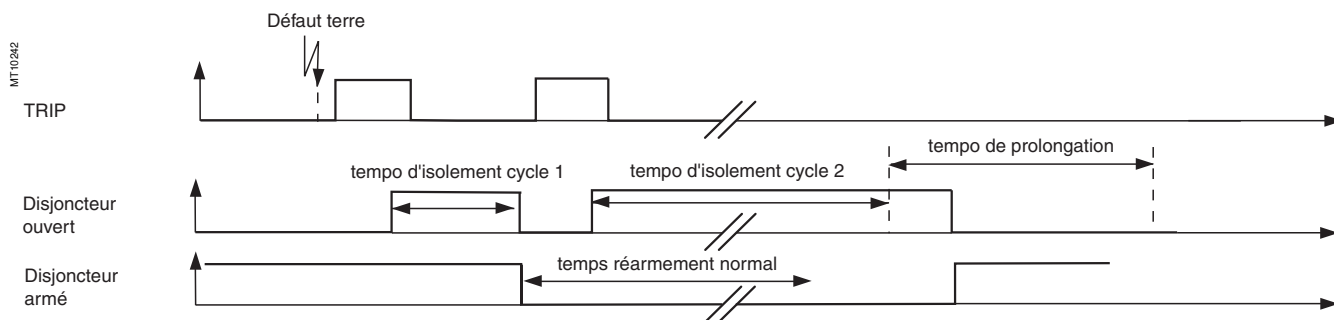 Défaut terre
MT10242
TRIP
tempo de prolongation
tempo d'isolement cycle 1
tempo d'isolement cycle 2
Disjoncteur
ouvert
temps réarmement normal
Disjoncteur
armé